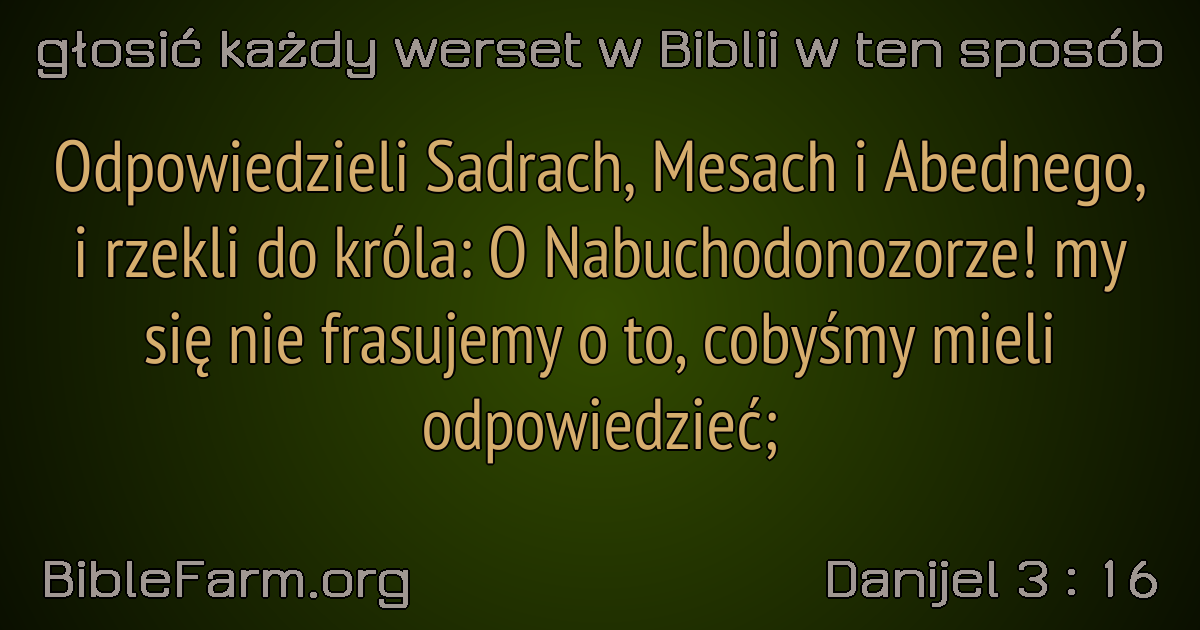 głosić każdy werset w Biblii w ten sposób
Odpowiedzieli Sadrach, Mesach i Abednego,
i rzekli do króla: O Nabuchodonozorze! my
się nie frasujemy o to, cobyśmy mieli
odpowiedzieć;
BibleFarm.org
Danijel 3 : 16